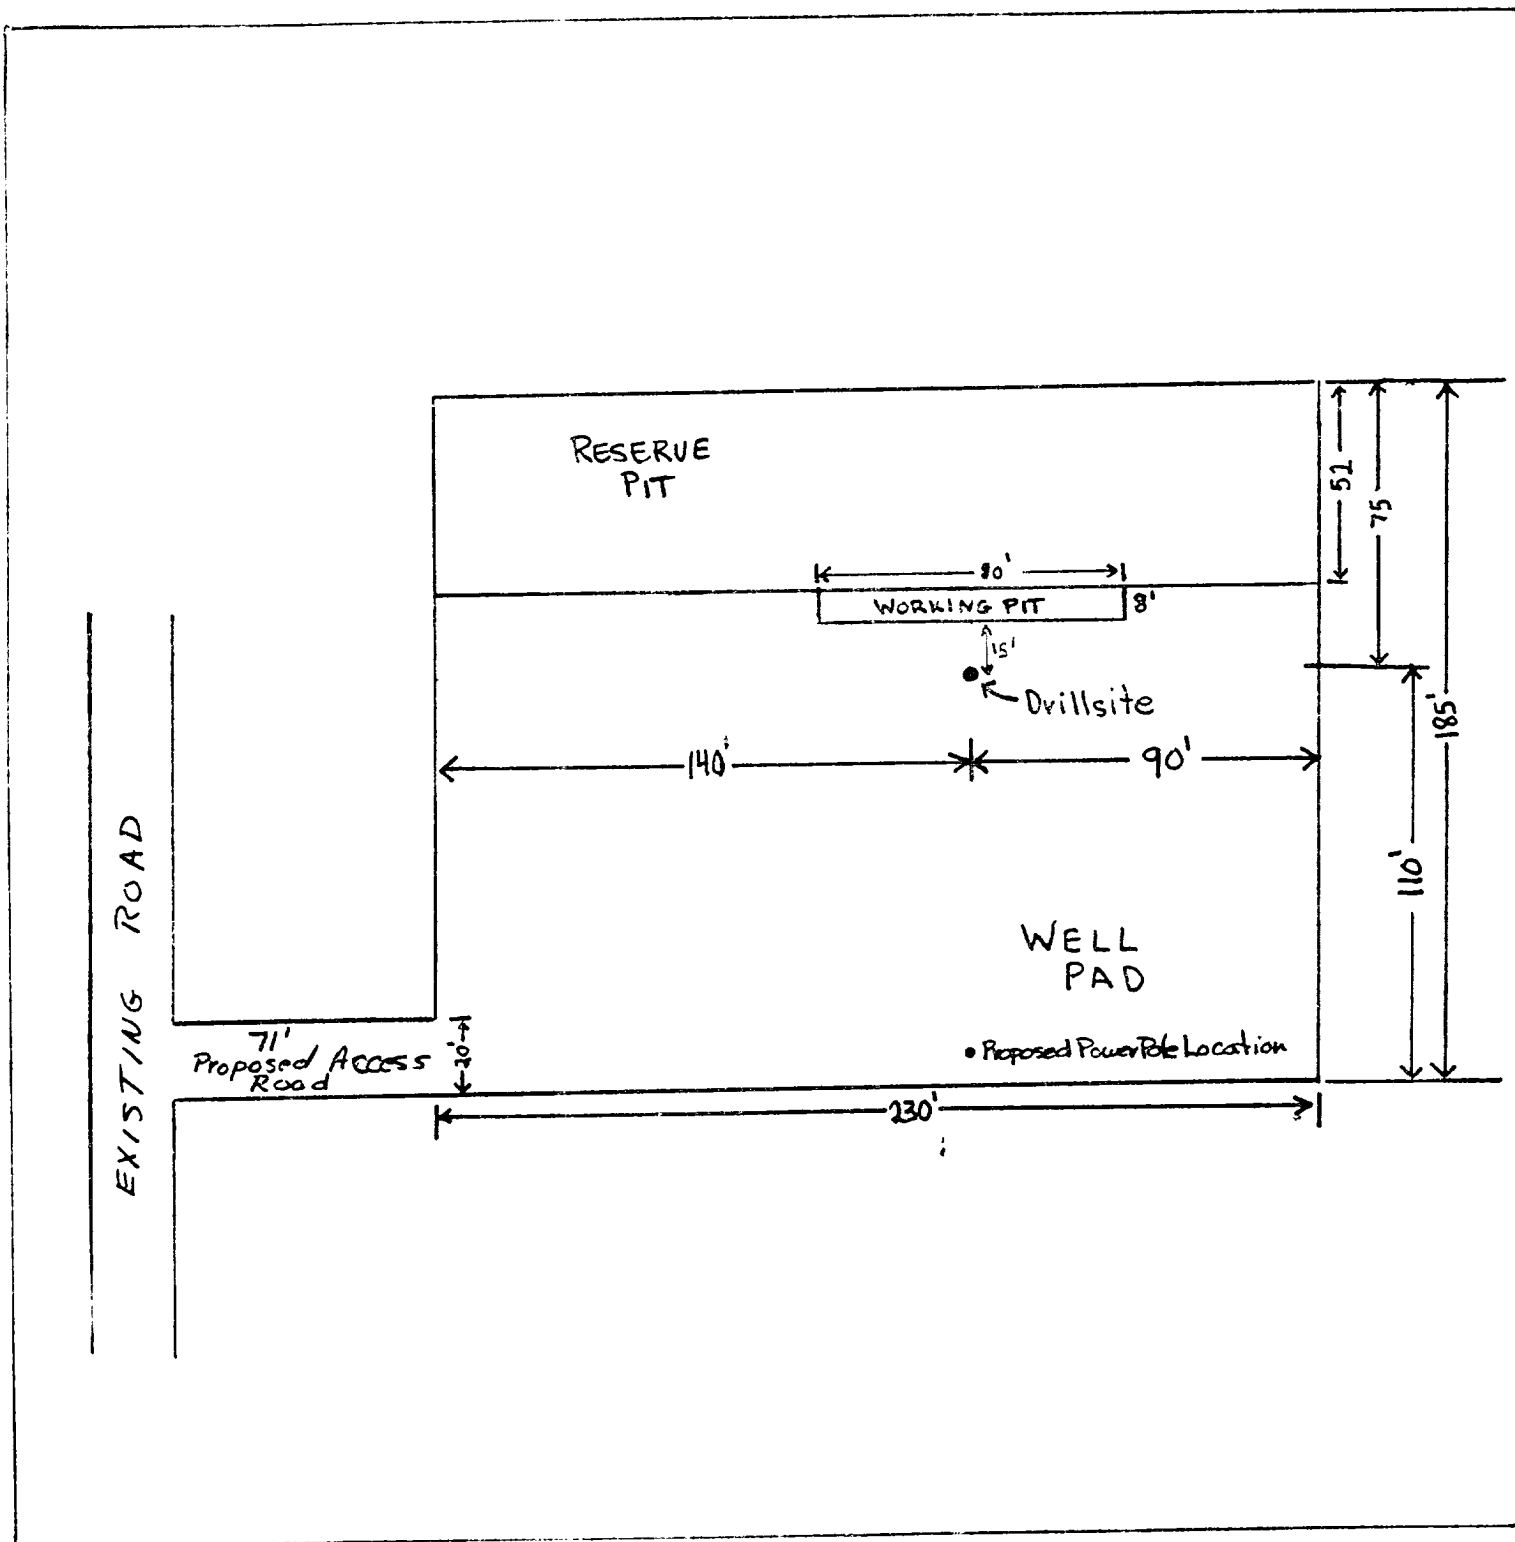 RESERVE
PIT
52
75
80'
WORKING PIT
8'
15'
Drillsite
185'
140'
90'
110'
EXISTING ROAD
WELL
PAD
71'
Proposed Access
Road
20'
Proposed Power Pole Location
230'